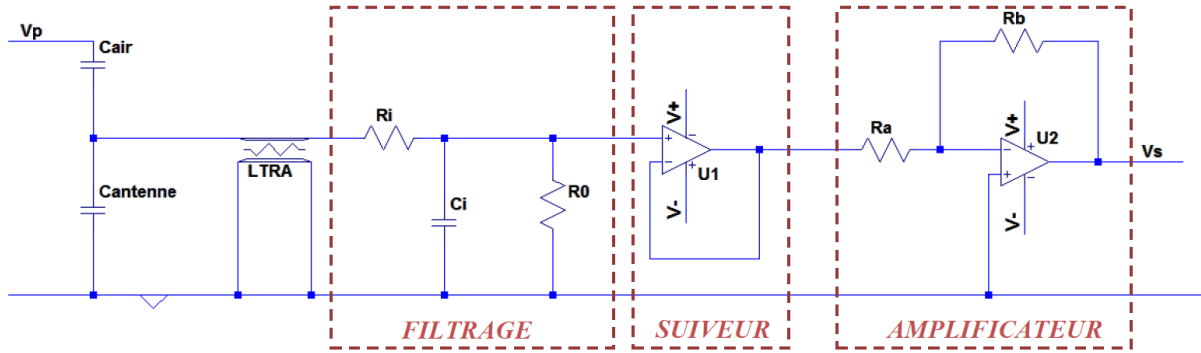 Vp
Cair
Cantenne
LTRA
Ri
Ci
R0
FILTRAGE
V+
−
+
−
+
U1
V-
SUIVEUR
Rb
Ra
V+
+
−
+
−
U2
V-
Vs
AMPLIFICATEUR